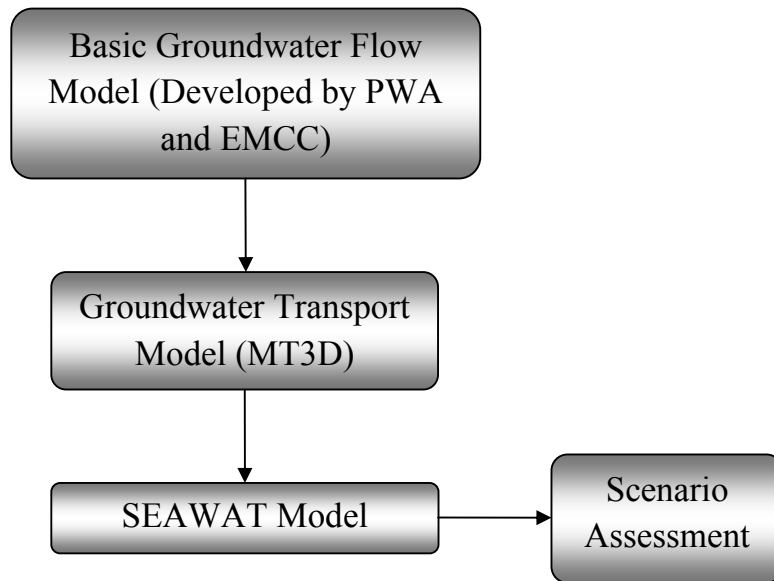 Basic Groundwater Flow
Model (Developed by PWA
and EMCC)
Groundwater Transport
Model (MT3D)
SEAWAT Model
Scenario
Assessment